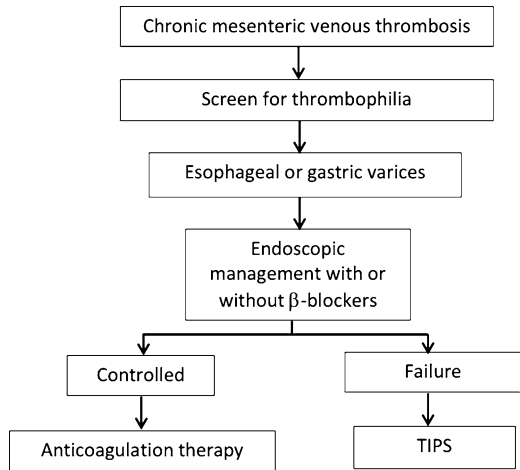 Chronic mesenteric venous thrombosis
Screen for thrombophilia
Esophageal or gastric varices
Endoscopic
management with or
without β-blockers
Controlled
Failure
Anticoagulation therapy
TIPS